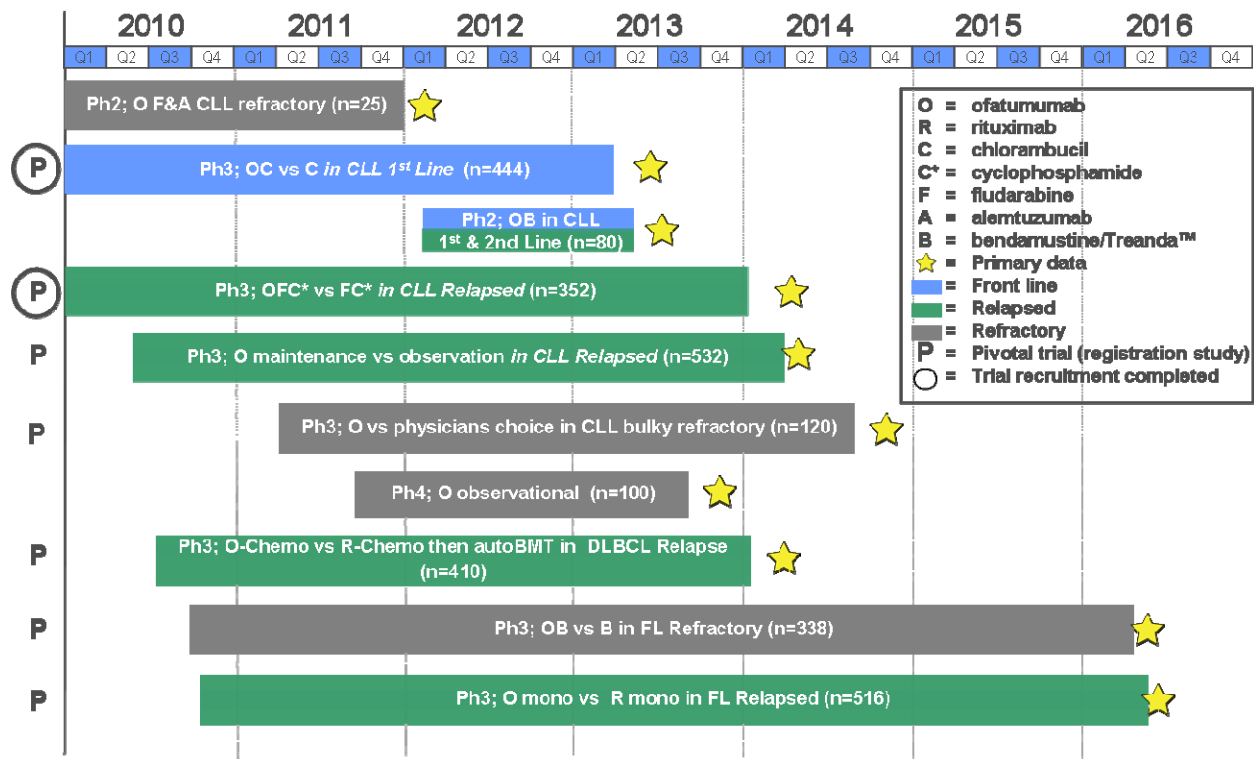 2010 2011 2012 2013 2014 2015 2016
Q1 Q2 Q3 Q4 Q1 Q2 Q3 Q4 Q1 Q2 Q3 Q4 Q1 Q2 Q3 Q4 Q1 Q2 Q3 Q4 Q1 Q2 Q3 Q4 Q1 Q2 Q3 Q4
Ph2; O F&A CLL refractory (n=25)
P
Ph3; OC vs C in CLL 1st Line (n=444)
Ph2; OB in CLL
1st & 2nd Line (n=80)
P
Ph3; OFC* vs FC* in CLL Relapsed (n=352)
P
Ph3; O maintenance vs observation in CLL Relapsed (n=532)
P
Ph3; O vs physicians choice in CLL bulky refractory (n=120)
Ph4; O observational (n=100)
P
Ph3; O-Chemo vs R-Chemo then autoBMT in DLBCL Relapse
(n=410)
P
Ph3; OB vs B in FL Refractory (n=338)
P
Ph3; O mono vs R mono in FL Relapsed (n=516)
O = ofatumumab
R = rituximab
C = chlorambucil
C* = cyclophosphamide
F = fludarabine
A = alemtuzumab
B = bendamustine/Treanda™
= Primary data
= Front line
= Relapsed
= Refractory
P = Pivotal trial (registration study)
= Trial recruitment completed